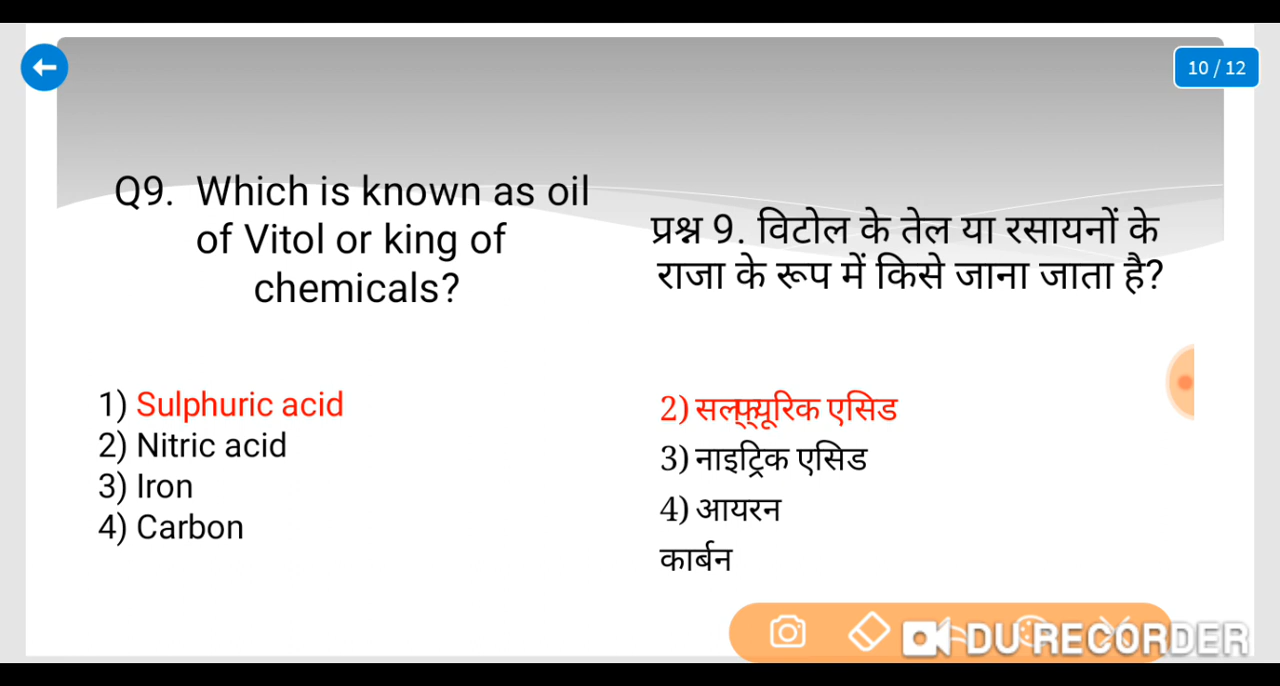 10 / 12
Q9. Which is known as oil
of Vitol or king of
chemicals?
प्रश्न 9. विटोल के तेल या रसायनों के
राजा के रूप में किसे जाना जाता है?
1) Sulphuric acid
2) Nitric acid
3) Iron
4) Carbon
2) सल्फ्यूरिक एसिड
3) नाइट्रिक एसिड
4) आयरन
कार्बन
DU RECORDER